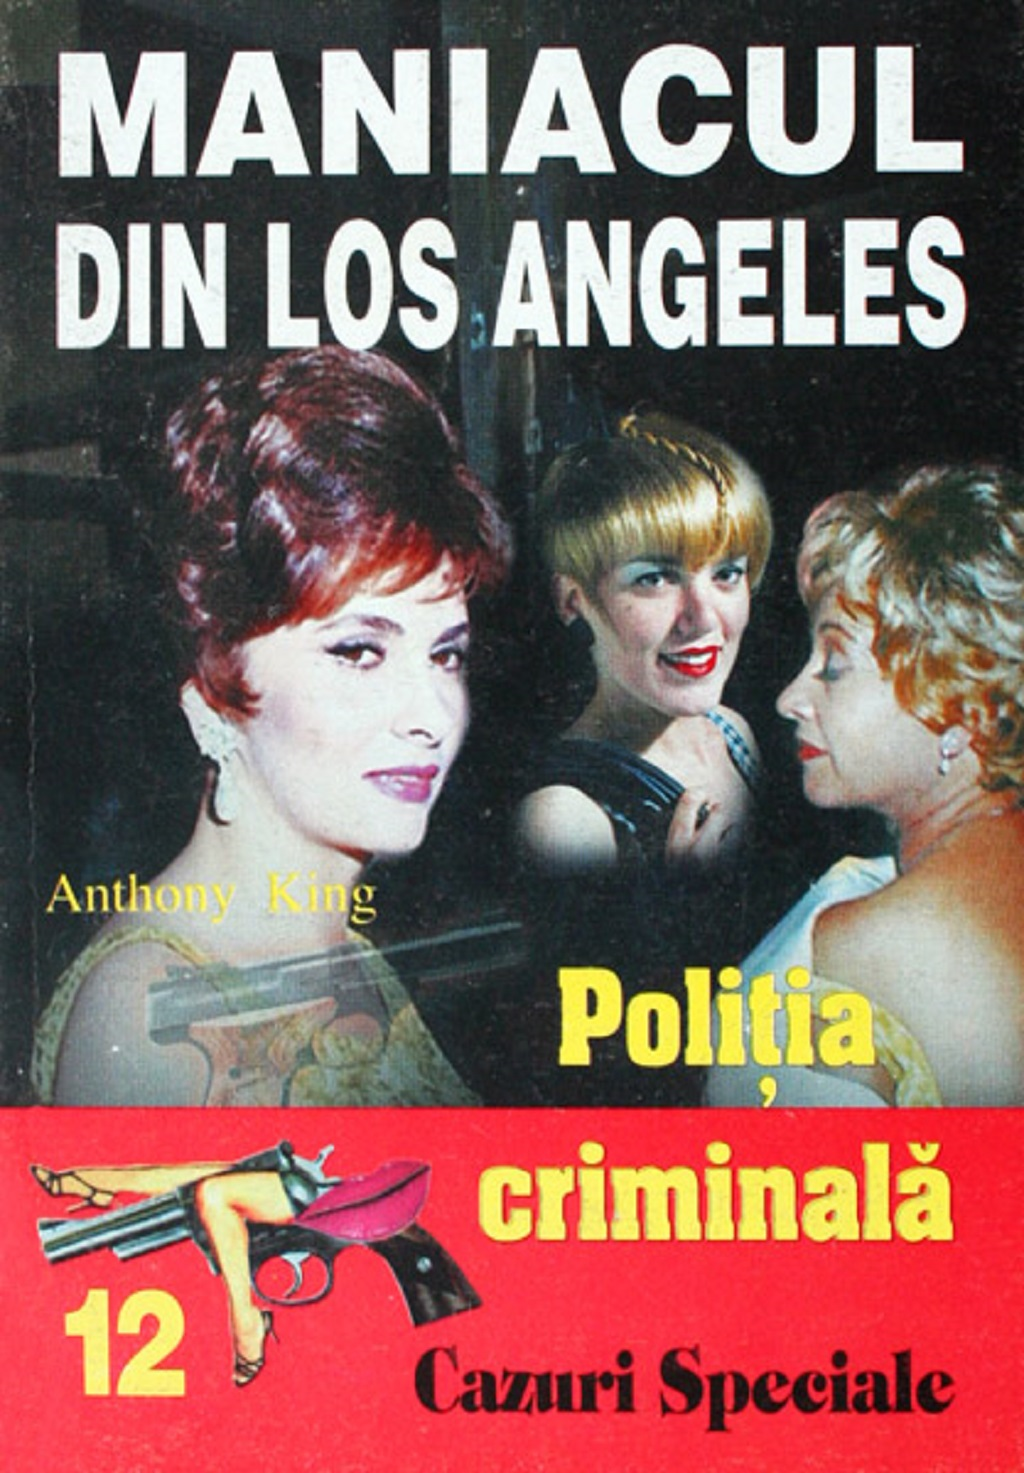 MANIACUL
DIN LOS ANGELES
Anthony King
Poliția
criminală
12
Cazuri Speciale